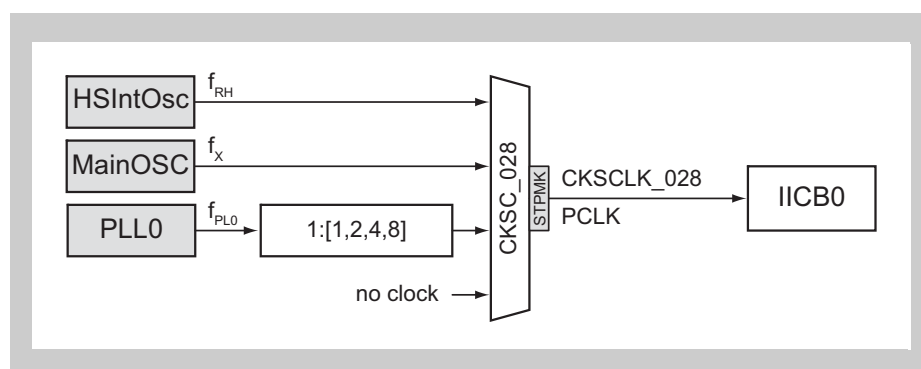 HSIntOsc
f_RH
MainOSC
f_X
PLL0
f_PL0
1:[1,2,4,8]
no clock
CKSC_028
STPMK
CKSCLK_028
PCLK
IICB0